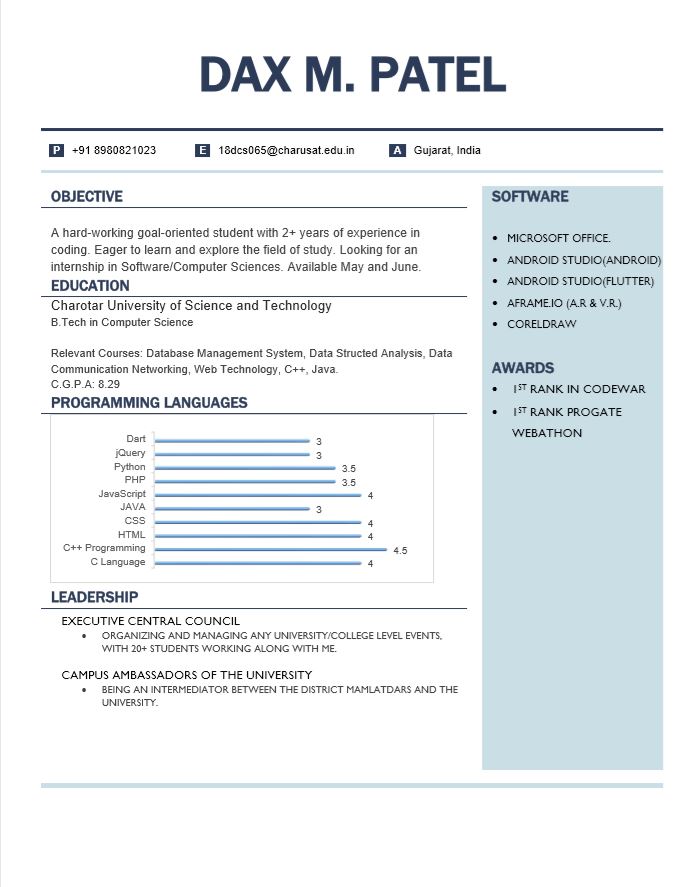 DAX M. PATEL
P +91 8980821023 E 18dcs065@charusat.edu.in A Gujarat, India
OBJECTIVE
A hard-working goal-oriented student with 2+ years of experience in
coding. Eager to learn and explore the field of study. Looking for an
internship in Software/Computer Sciences. Available May and June.
EDUCATION
Charotar University of Science and Technology
B.Tech in Computer Science
Relevant Courses: Database Management System, Data Structed Analysis, Data
Communication Networking, Web Technology, C++, Java.
C.G.P.A: 8.29
PROGRAMMING LANGUAGES
Dart 3
jQuery 3
Python 3.5
PHP 3.5
JavaScript 4
JAVA 3
CSS 4
HTML 4
C++ Programming 4.5
C Language 4
LEADERSHIP
EXECUTIVE CENTRAL COUNCIL
• ORGANIZING AND MANAGING ANY UNIVERSITY/COLLEGE LEVEL EVENTS,
WITH 20+ STUDENTS WORKING ALONG WITH ME.
CAMPUS AMBASSADORS OF THE UNIVERSITY
• BEING AN INTERMEDIATOR BETWEEN THE DISTRICT MAMLATDARS AND THE
UNIVERSITY.
SOFTWARE
• MICROSOFT OFFICE.
• ANDROID STUDIO(ANDROID)
• ANDROID STUDIO(FLUTTER)
• AFRAME.IO (A.R & V.R.)
• CORELDRAW
AWARDS
• 1ST RANK IN CODEWAR
• 1ST RANK PROGATE
WEBATHON